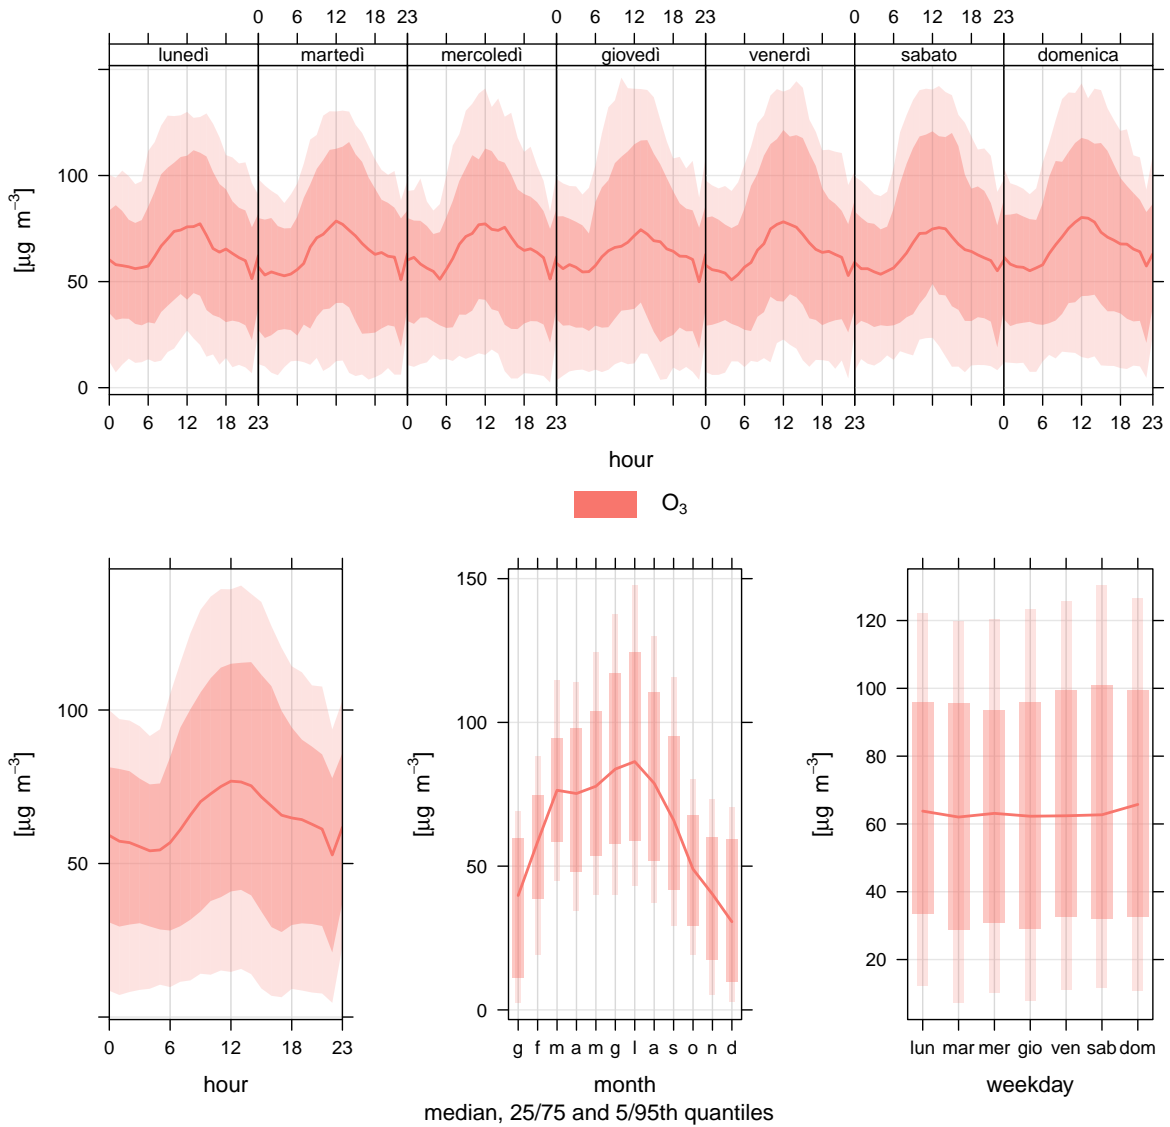 0 6 12 18 23 0 6 12 18 23 0 6 12 18 23
lunedì martedì mercoledì giovedì venerdì sabato domenica
[µg m⁻³]
100
50
0
0 6 12 18 23 0 6 12 18 23 0 6 12 18 23 0 6 12 18 23
hour
O₃
[µg m⁻³]
100
50
0 6 12 18 23
hour
[µg m⁻³]
150
100
50
0
g f m a m g l a s o n d
month
[µg m⁻³]
120
100
80
60
40
20
lun mar mer gio ven sab dom
weekday
median, 25/75 and 5/95th quantiles